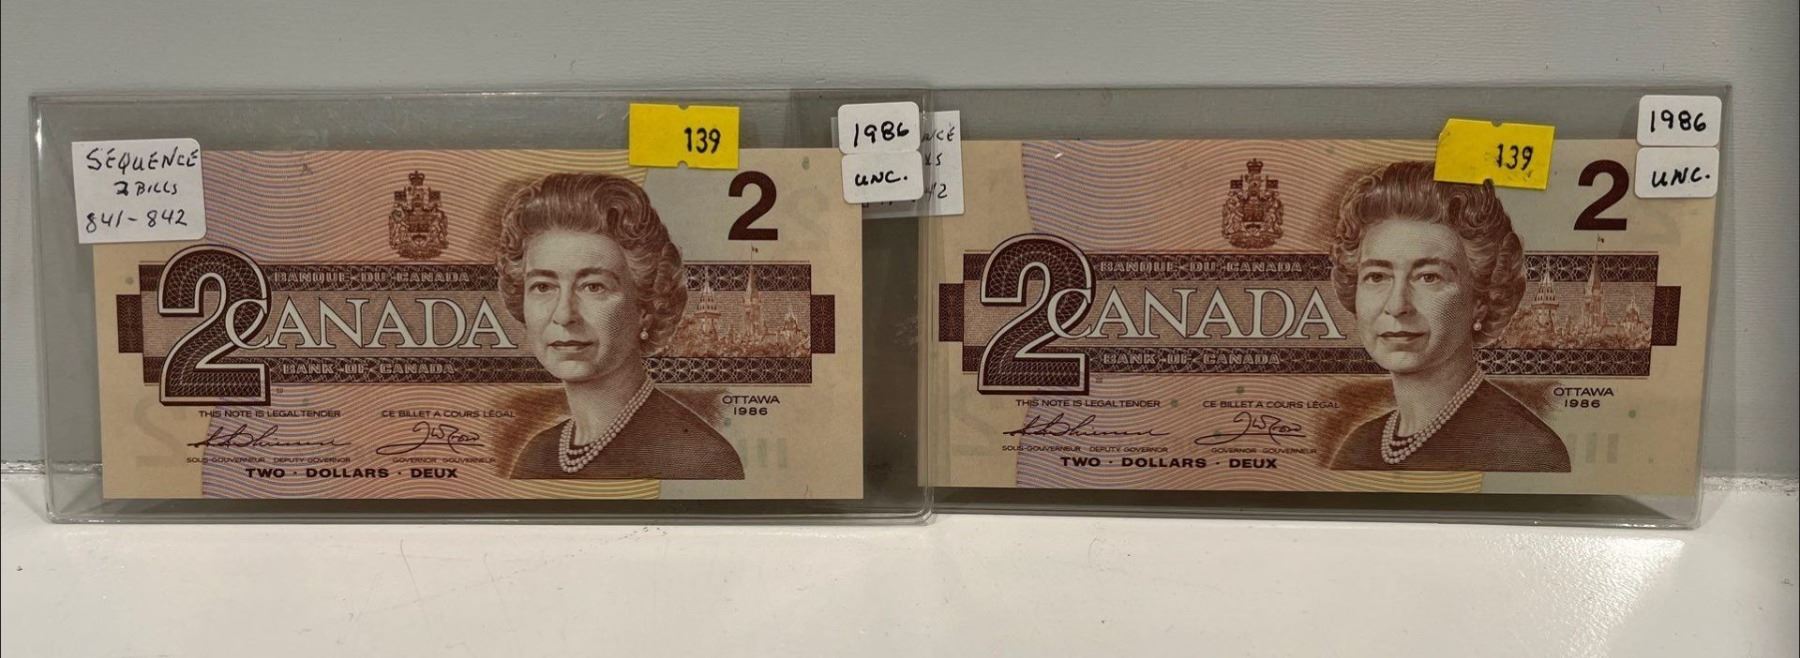 SEQUENCE
2 BILLS
841-842
139
1986
UNC.
2
2
BANQUE·DU·CANADA
CANADA
BANK·OF·CANADA
OTTAWA
1986
THIS NOTE IS LEGAL TENDER
CE BILLET A COURS LÉGAL
SOUS-GOUVERNEUR DEPUTY GOVERNOR
GOVERNOR GOUVERNEUR
TWO · DOLLARS · DEUX
42
139
1986
UNC.
2
2
BANQUE·DU·CANADA
CANADA
BANK·OF·CANADA
OTTAWA
1986
THIS NOTE IS LEGAL TENDER
CE BILLET A COURS LÉGAL
SOUS-GOUVERNEUR DEPUTY GOVERNOR
GOVERNOR GOUVERNEUR
TWO · DOLLARS · DEUX